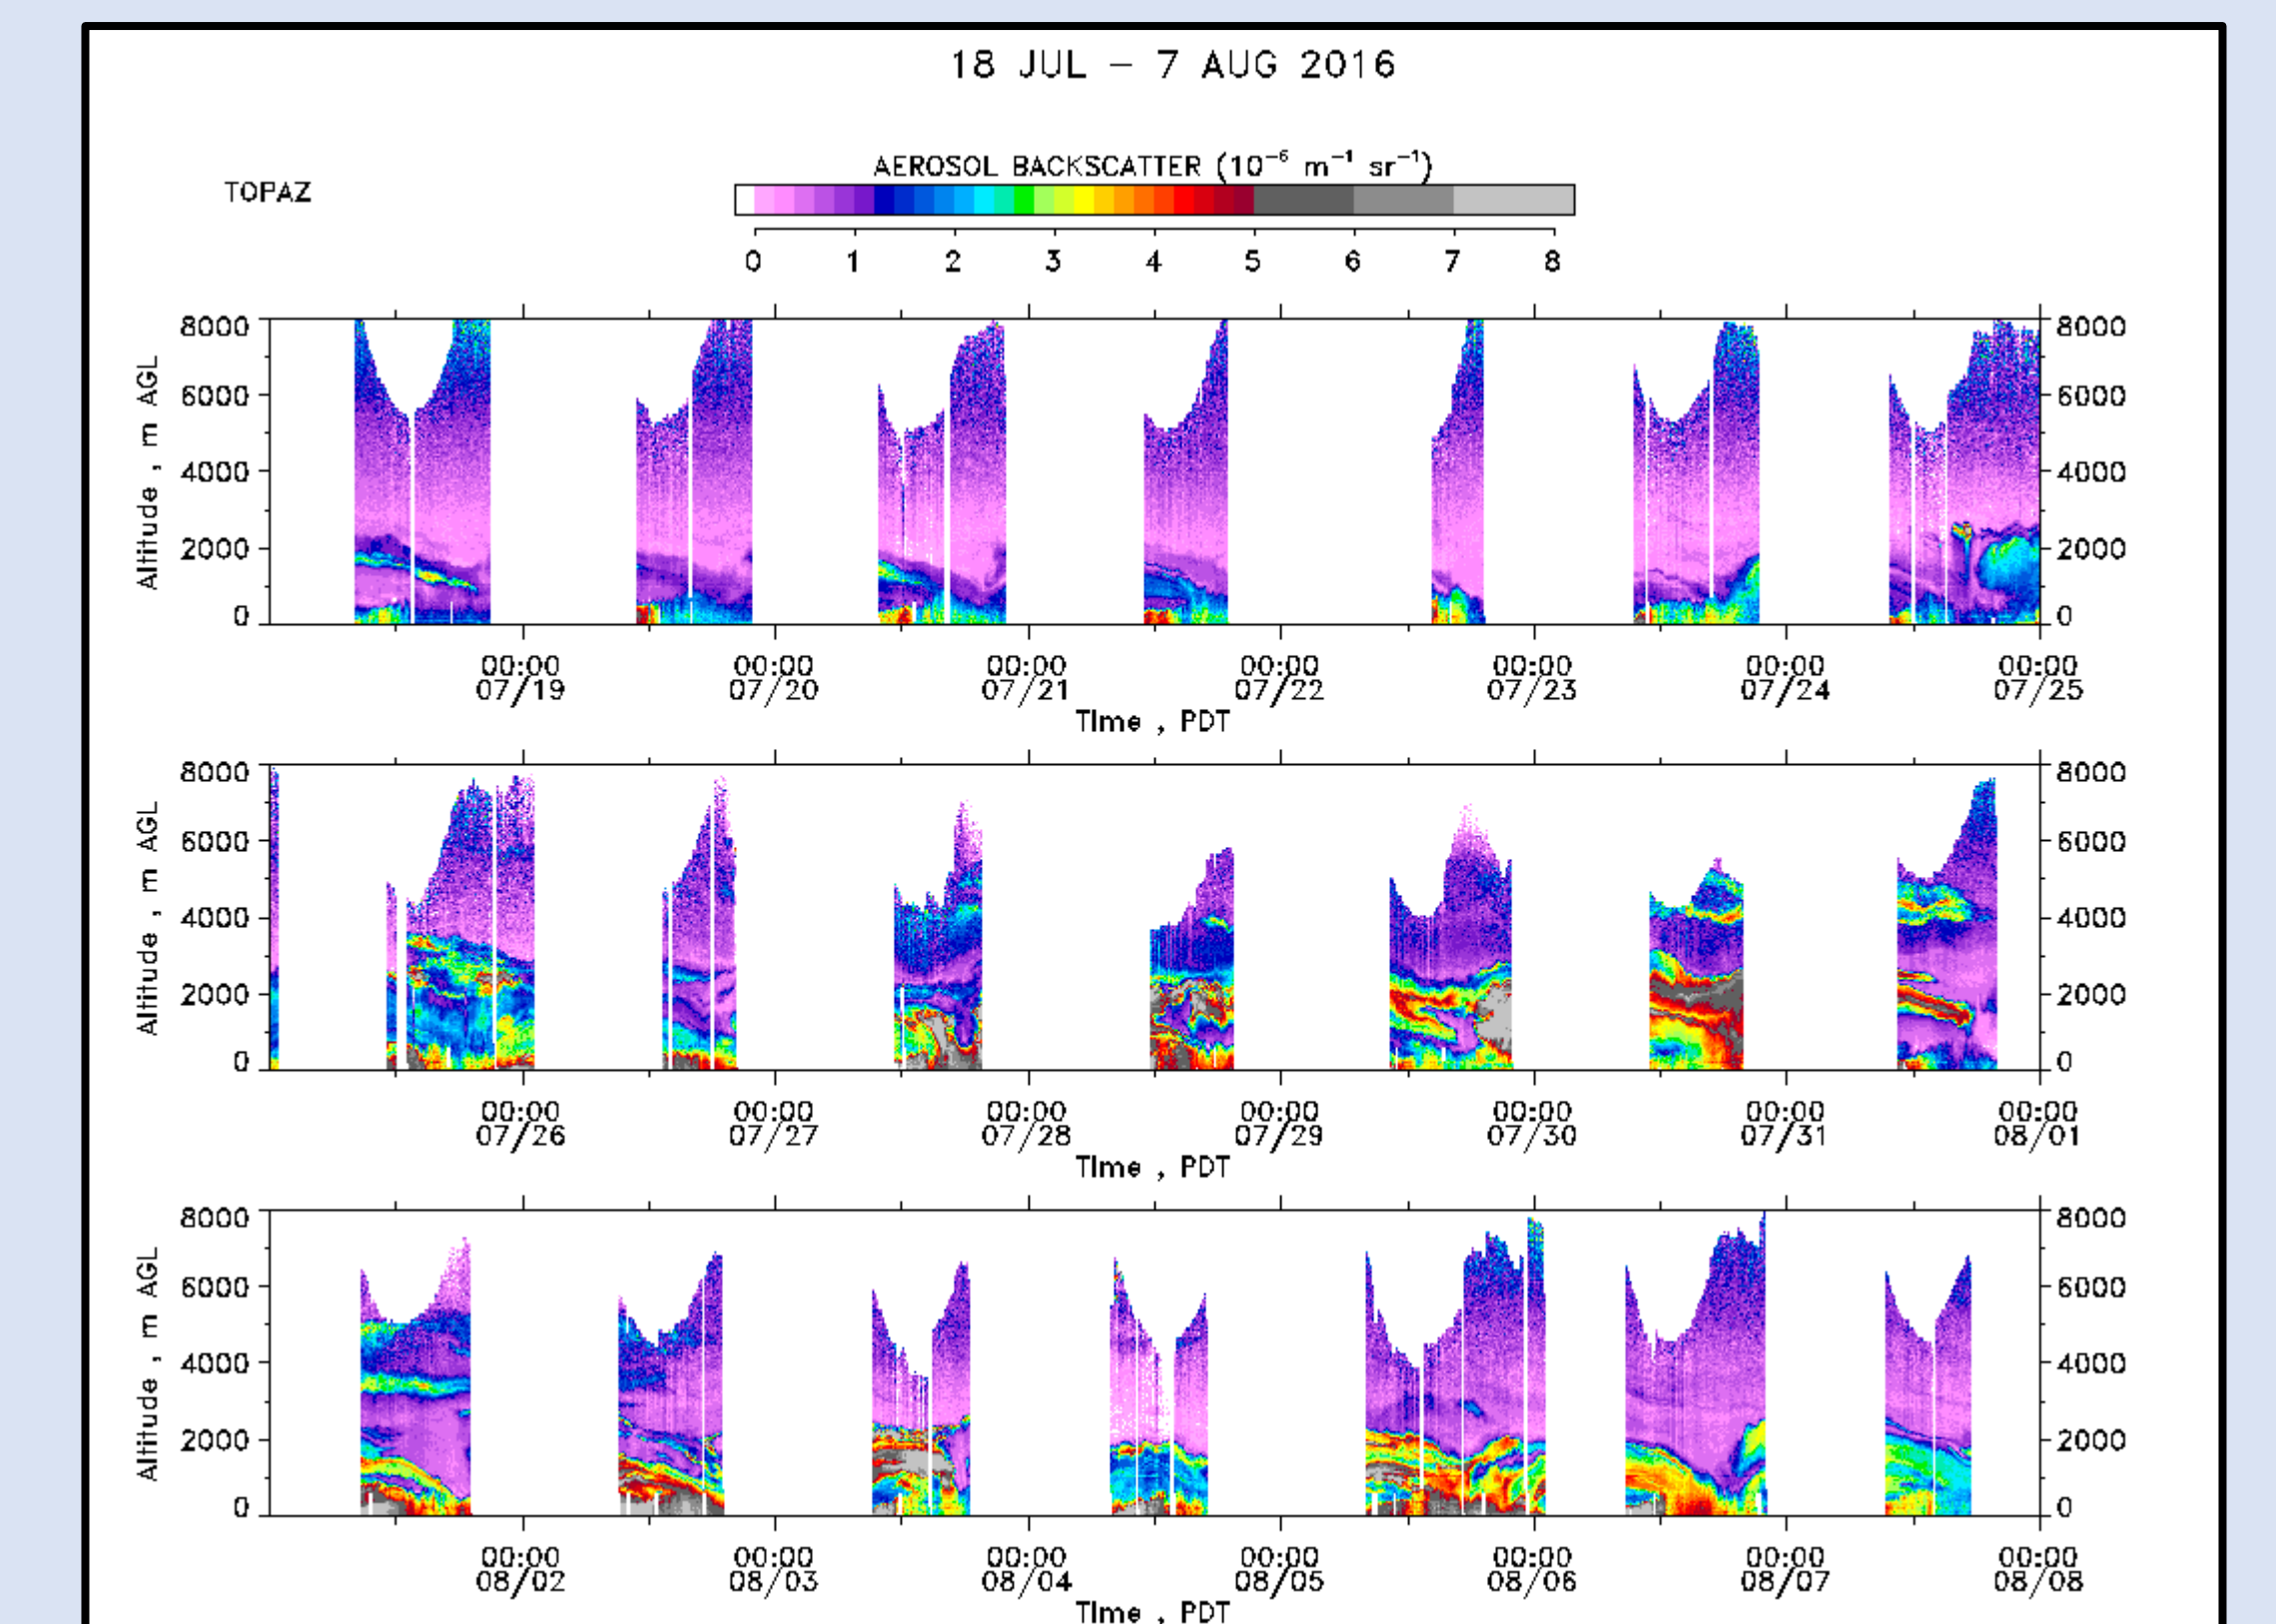 18 JUL – 7 AUG 2016
AEROSOL BACKSCATTER (10⁻⁶ m⁻¹ sr⁻¹)
TOPAZ
0 1 2 3 4 5 6 7 8
Altitude , m AGL
8000 8000
6000 6000
4000 4000
2000 2000
0 0
00:00 00:00 00:00 00:00 00:00 00:00 00:00
07/19 07/20 07/21 07/22 07/23 07/24 07/25
Time , PDT
Altitude , m AGL
8000 8000
6000 6000
4000 4000
2000 2000
0 0
00:00 00:00 00:00 00:00 00:00 00:00 00:00
07/26 07/27 07/28 07/29 07/30 07/31 08/01
Time , PDT
Altitude , m AGL
8000 8000
6000 6000
4000 4000
2000 2000
0 0
00:00 00:00 00:00 00:00 00:00 00:00 00:00
08/02 08/03 08/04 08/05 08/06 08/07 08/08
Time , PDT